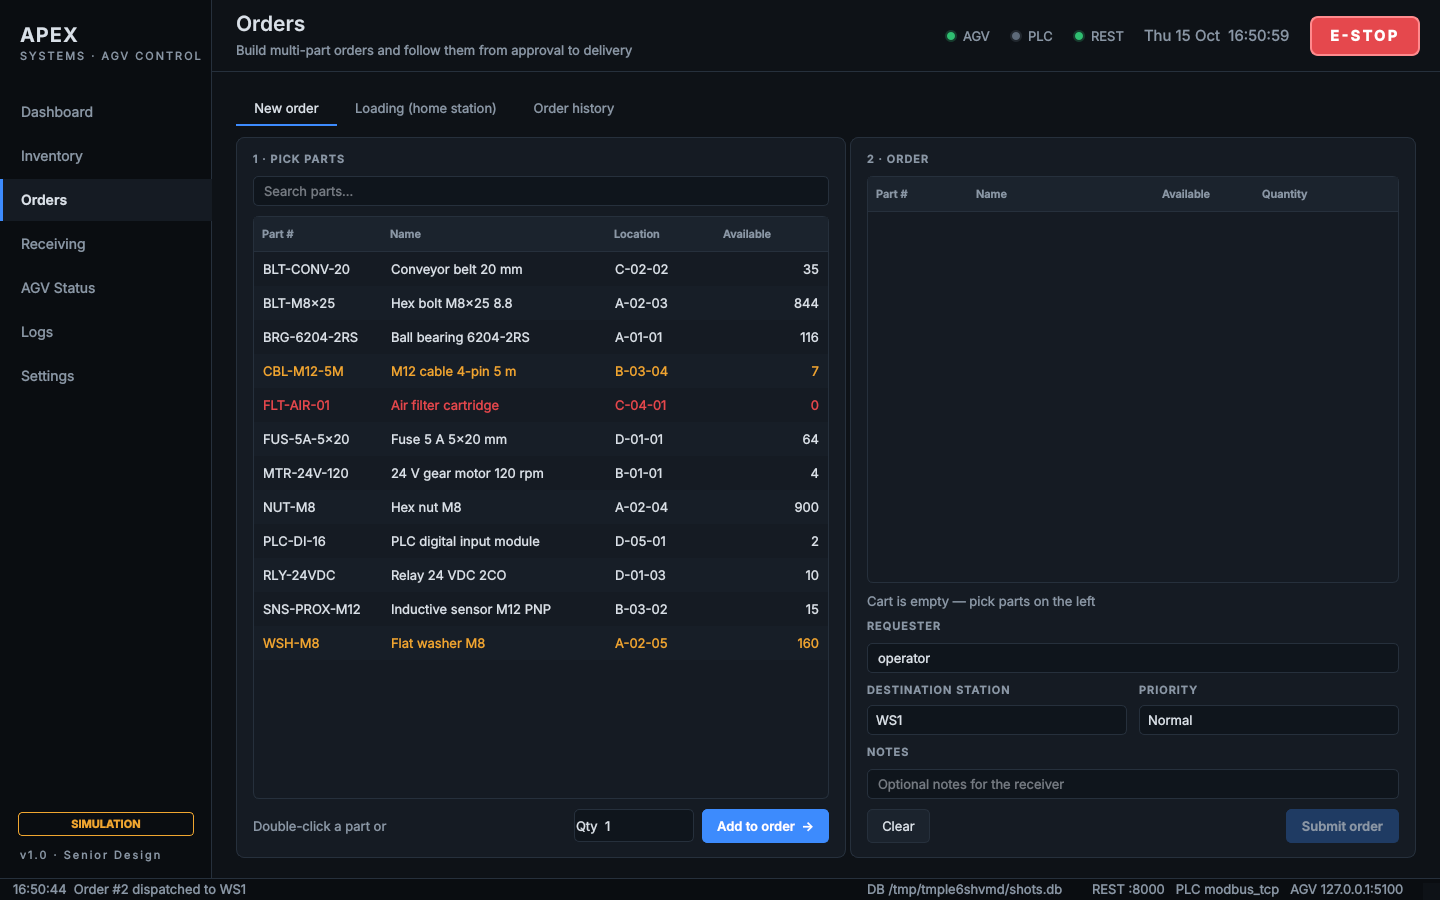 APEX
SYSTEMS · AGV CONTROL
Dashboard
Inventory
Orders
Receiving
AGV Status
Logs
Settings
SIMULATION
v1.0 · Senior Design
Orders
Build multi-part orders and follow them from approval to delivery
AGV PLC REST Thu 15 Oct 16:50:59 E-STOP
New order Loading (home station) Order history
1 · PICK PARTS
Search parts...
Part # Name Location Available
BLT-CONV-20 Conveyor belt 20 mm C-02-02 35
BLT-M8×25 Hex bolt M8×25 8.8 A-02-03 844
BRG-6204-2RS Ball bearing 6204-2RS A-01-01 116
CBL-M12-5M M12 cable 4-pin 5 m B-03-04 7
FLT-AIR-01 Air filter cartridge C-04-01 0
FUS-5A-5×20 Fuse 5 A 5×20 mm D-01-01 64
MTR-24V-120 24 V gear motor 120 rpm B-01-01 4
NUT-M8 Hex nut M8 A-02-04 900
PLC-DI-16 PLC digital input module D-05-01 2
RLY-24VDC Relay 24 VDC 2CO D-01-03 10
SNS-PROX-M12 Inductive sensor M12 PNP B-03-02 15
WSH-M8 Flat washer M8 A-02-05 160
Double-click a part or Qty 1 Add to order →
2 · ORDER
Part # Name Available Quantity
Cart is empty — pick parts on the left
REQUESTER
operator
DESTINATION STATION PRIORITY
WS1 Normal
NOTES
Optional notes for the receiver
Clear Submit order
16:50:44 Order #2 dispatched to WS1 DB /tmp/tmple6shvmd/shots.db REST :8000 PLC modbus_tcp AGV 127.0.0.1:5100